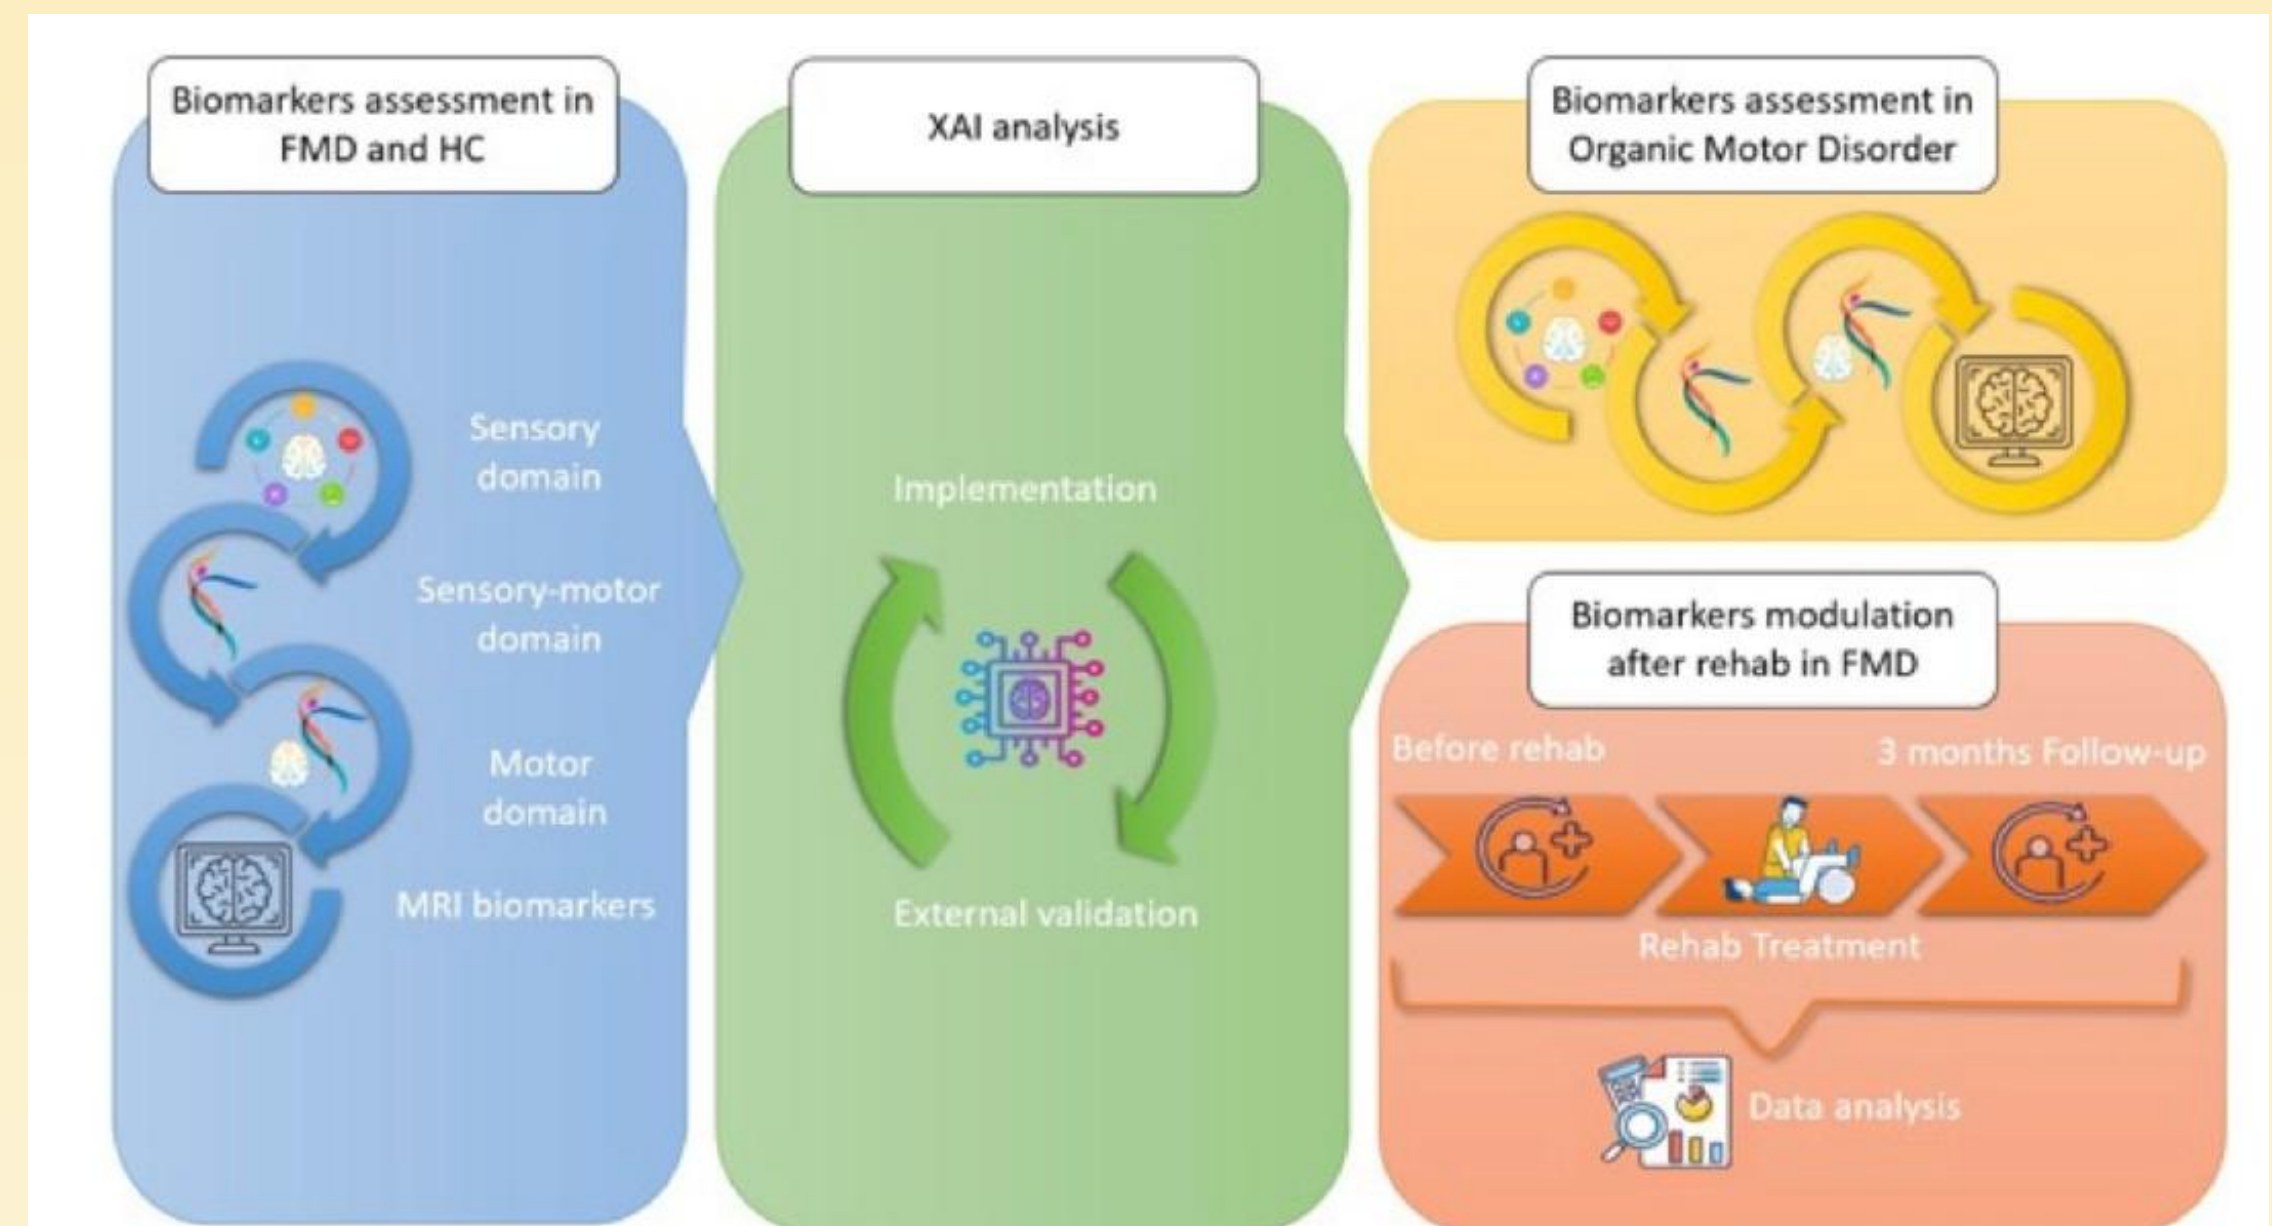 Biomarkers assessment in
FMD and HC
Sensory
domain
Sensory-motor
domain
Motor
domain
MRI biomarkers
XAI analysis
Implementation
External validation
Biomarkers assessment in
Organic Motor Disorder
Biomarkers modulation
after rehab in FMD
Before rehab
3 months Follow-up
Rehab Treatment
Data analysis